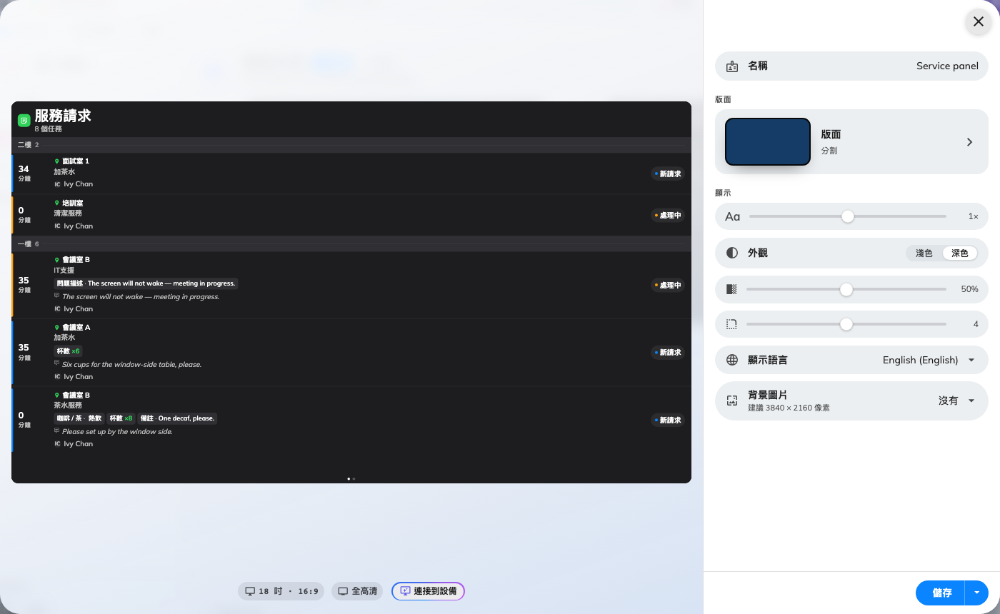 服務請求
8 個任務
二樓 2
34
分鐘
面試室 1
加茶水
IC Ivy Chan
新請求
0
分鐘
培訓室
清潔服務
IC Ivy Chan
處理中
一樓 6
35
分鐘
會議室 B
IT支援
問題描述 · The screen will not wake — meeting in progress.
The screen will not wake — meeting in progress.
IC Ivy Chan
處理中
35
分鐘
會議室 A
加茶水
杯數 ×6
Six cups for the window-side table, please.
IC Ivy Chan
新請求
0
分鐘
會議室 B
茶水服務
咖啡 / 茶 · 熱飲 杯數 ×8 備註 · One decaf, please.
Please set up by the window side.
IC Ivy Chan
新請求
18 吋 · 16:9
全高清
連接到設備
名稱 Service panel
版面
版面
分割
顯示
Aa 1×
外觀 淺色 深色
50%
4
顯示語言 English (English)
背景圖片
建議 3840 × 2160 像素
沒有
儲存